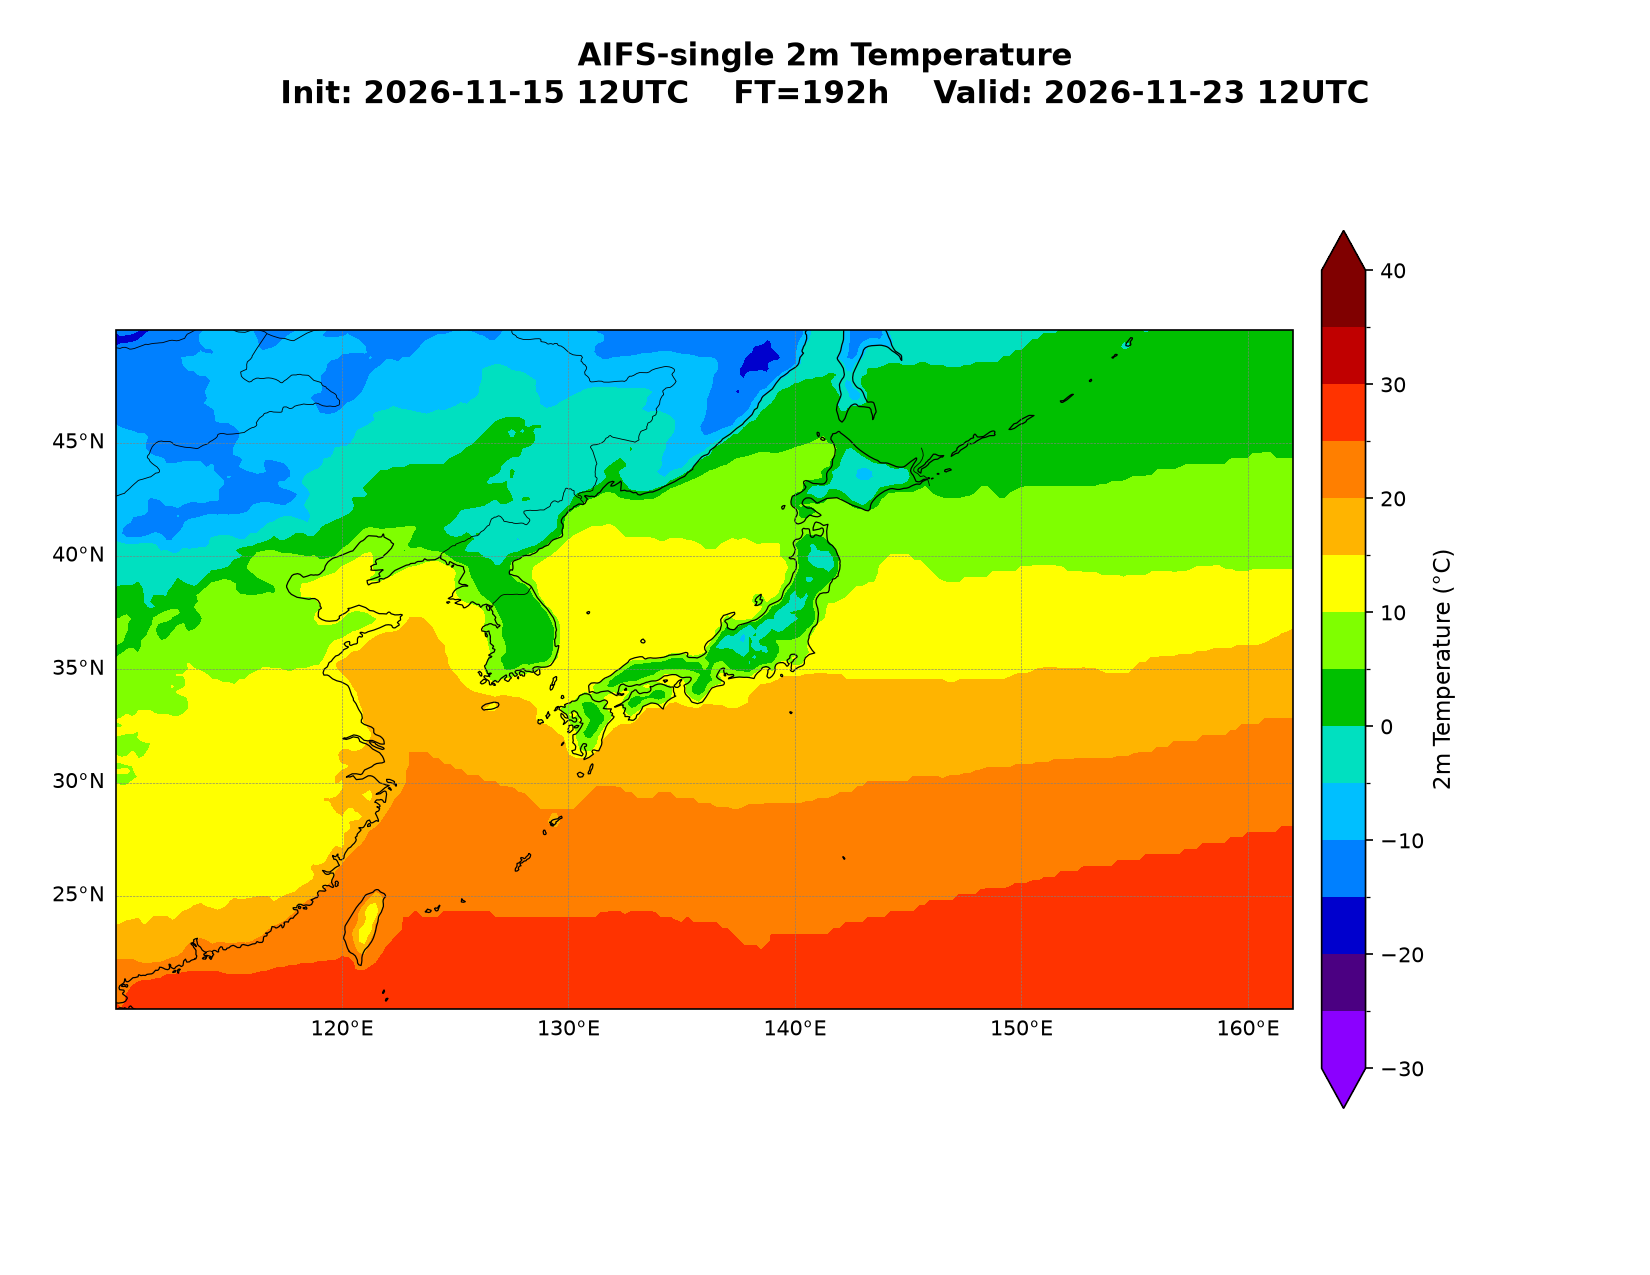 AIFS-single 2m Temperature
Init: 2026-11-15 12UTC    FT=192h    Valid: 2026-11-23 12UTC
45°N
40°N
35°N
30°N
25°N
120°E
130°E
140°E
150°E
160°E
40
30
20
10
0
−10
−20
−30
2m Temperature (°C)